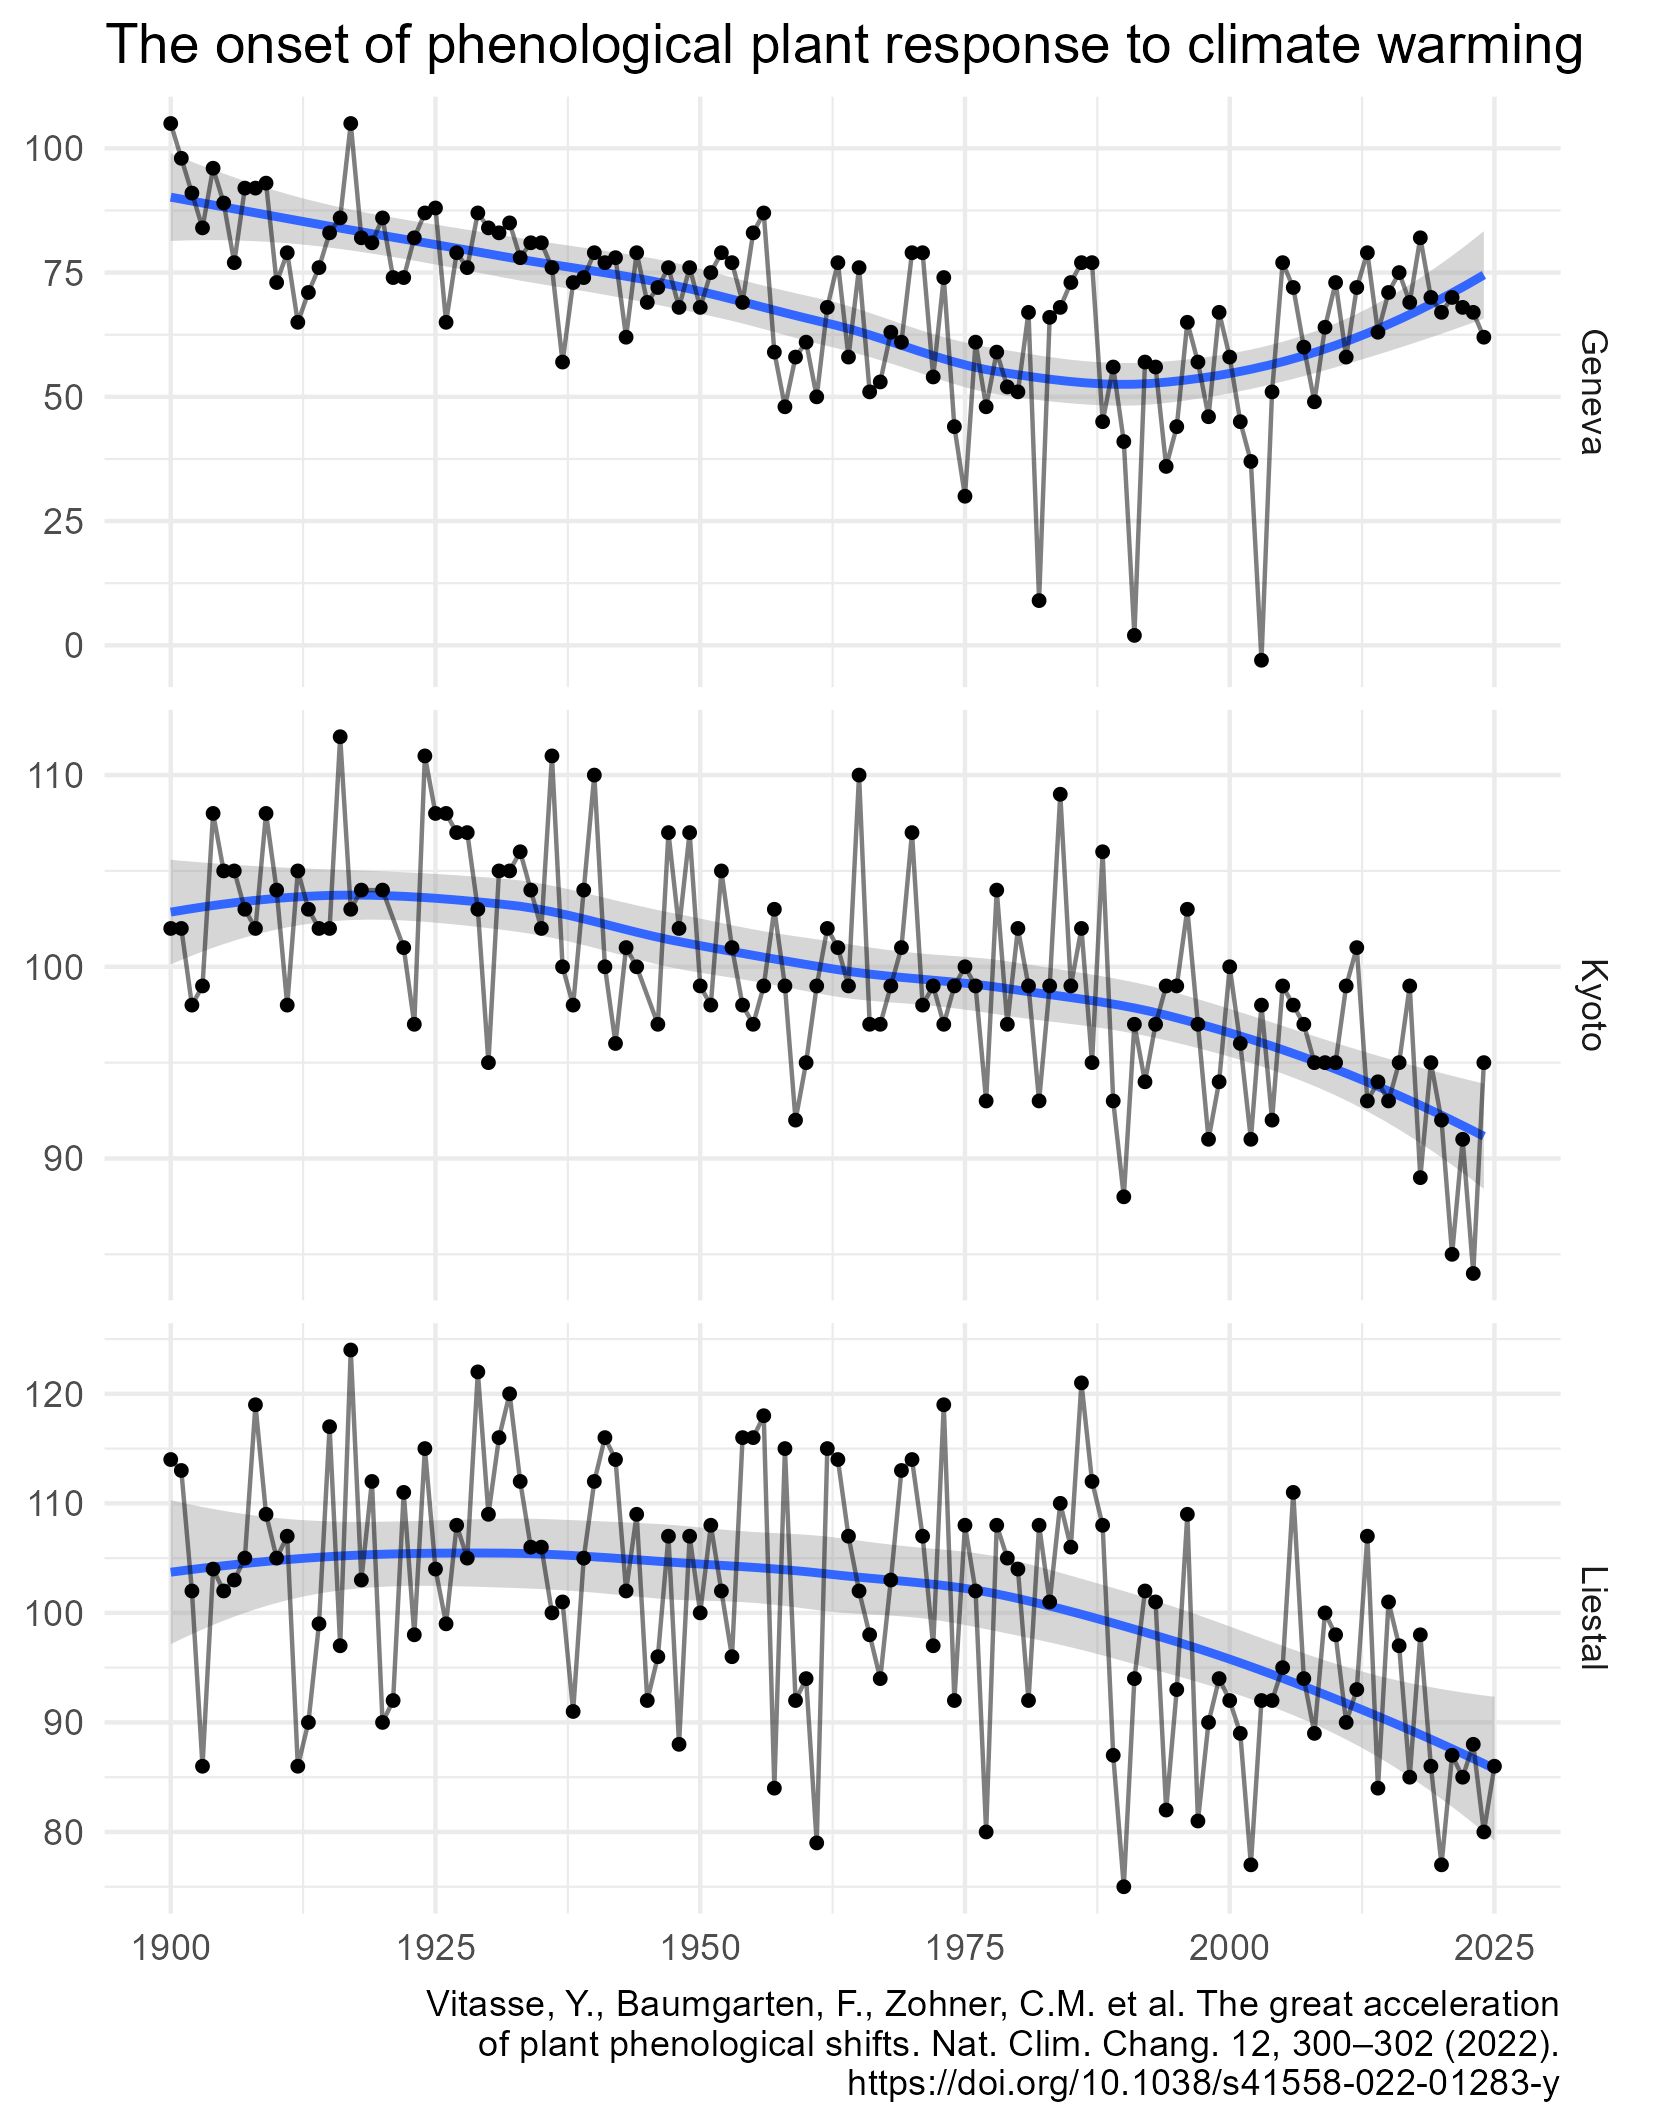 The onset of phenological plant response to climate warming
100
75
50
25
0
Geneva
110
100
90
Kyoto
120
110
100
90
80
Liestal
1900 1925 1950 1975 2000 2025
Vitasse, Y., Baumgarten, F., Zohner, C.M. et al. The great acceleration
of plant phenological shifts. Nat. Clim. Chang. 12, 300–302 (2022).
https://doi.org/10.1038/s41558-022-01283-y